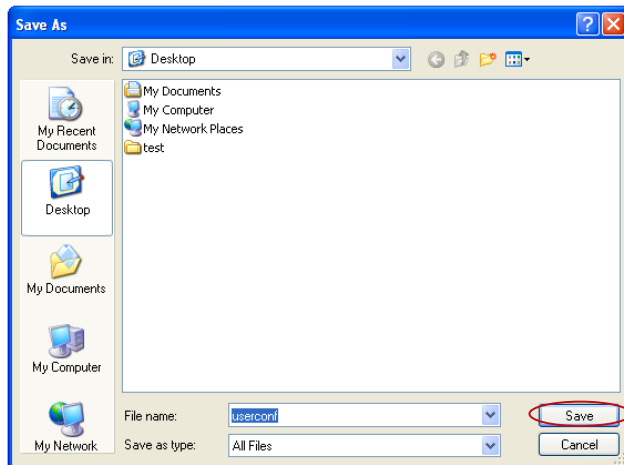 Save As
Save in:
Desktop
My Recent
Documents
Desktop
My Documents
My Computer
My Network
My Documents
My Computer
My Network Places
test
File name:
userconf
Save
Save as type:
All Files
Cancel